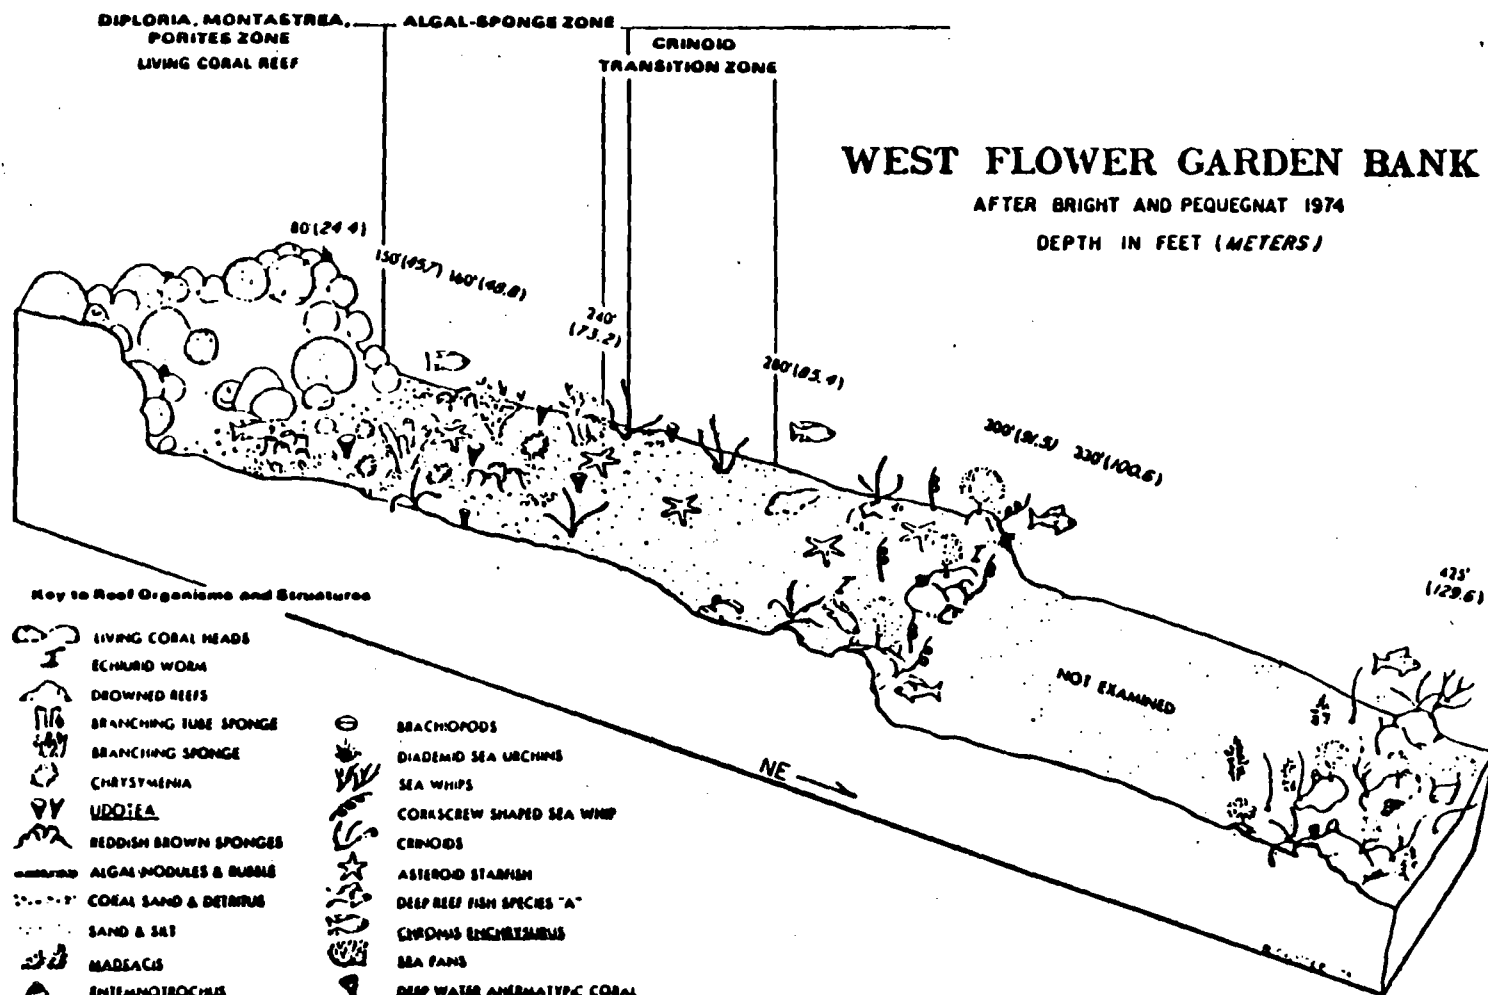 DIPLORIA, MONTASTREA,
PORITES ZONE
LIVING CORAL REEF
ALGAL-SPONGE ZONE
CRINOID
TRANSITION ZONE
WEST FLOWER GARDEN BANK
AFTER BRIGHT AND PEQUEGNAT 1974
DEPTH IN FEET (METERS)
80'(24.4)
150'(45.7) 160'(48.8)
240'
(73.2)
280'(85.4)
300'(91.5) 330'(100.6)
425'
(129.6)
NOT EXAMINED
NE
Key to Reef Organisms and Structures
LIVING CORAL HEADS
ECHIURID WORM
DROWNED REEFS
BRANCHING TUBE SPONGE
BRANCHING SPONGE
CHRYSYMENIA
UDOTEA
REDDISH BROWN SPONGES
ALGAL NODULES & RUBBLE
CORAL SAND & DETRITUS
SAND & SILT
MADRACIS
ENTEMNOTROCHUS
BRACHIOPODS
DIADEMID SEA URCHINS
SEA WHIPS
CORKSCREW SHAPED SEA WHIP
CRINOIDS
ASTEROID STARFISH
DEEP REEF FISH SPECIES "A"
CHROMIS ENCHRYSURUS
SEA FANS
DEEP WATER AHERMATYPIC CORAL